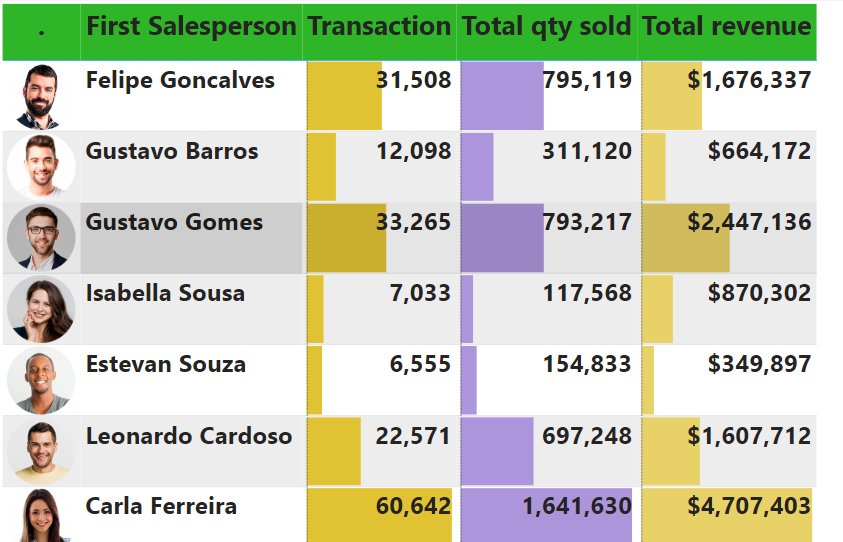 . First Salesperson Transaction Total qty sold Total revenue
Felipe Goncalves 31,508 795,119 $1,676,337
Gustavo Barros 12,098 311,120 $664,172
Gustavo Gomes 33,265 793,217 $2,447,136
Isabella Sousa 7,033 117,568 $870,302
Estevan Souza 6,555 154,833 $349,897
Leonardo Cardoso 22,571 697,248 $1,607,712
Carla Ferreira 60,642 1,641,630 $4,707,403